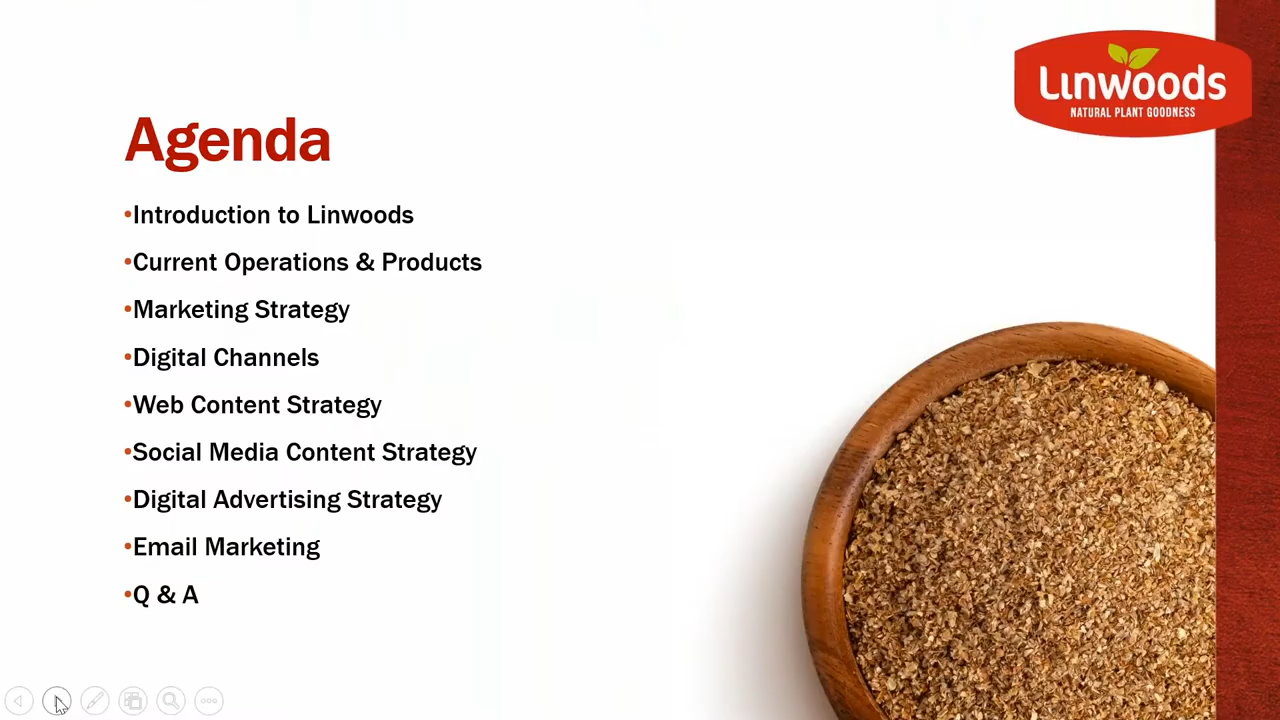 Linwoods
NATURAL PLANT GOODNESS
Agenda
•Introduction to Linwoods
•Current Operations & Products
•Marketing Strategy
•Digital Channels
•Web Content Strategy
•Social Media Content Strategy
•Digital Advertising Strategy
•Email Marketing
•Q & A